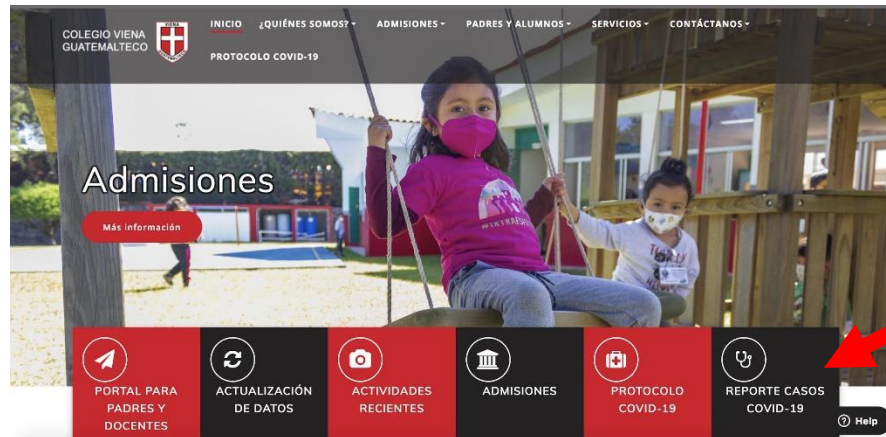 COLEGIO VIENA
GUATEMALTECO
VIENA
INICIO ¿QUIÉNES SOMOS? ADMISIONES PADRES Y ALUMNOS SERVICIOS CONTÁCTANOS
PROTOCOLO COVID-19
Admisiones
Más información
PORTAL PARA
PADRES Y
DOCENTES
ACTUALIZACIÓN
DE DATOS
ACTIVIDADES
RECIENTES
ADMISIONES
PROTOCOLO
COVID-19
REPORTE CASOS
COVID-19
Help